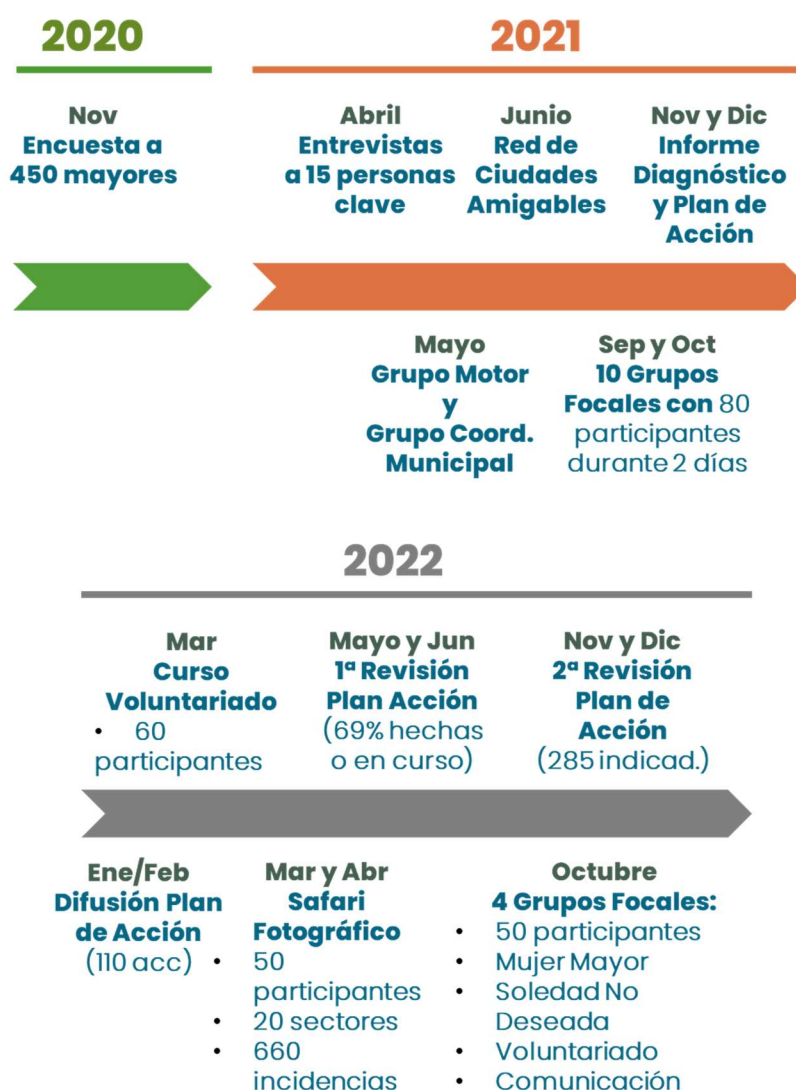 2020
Nov
Encuesta a
450 mayores
2021
Abril
Entrevistas
a 15 personas
clave
Junio
Red de
Ciudades
Amigables
Nov y Dic
Informe
Diagnóstico
y Plan de
Acción
Mayo
Grupo Motor
y
Grupo Coord.
Municipal
Sep y Oct
10 Grupos
Focales con 80
participantes
durante 2 días
2022
Mar
Curso
Voluntariado
• 60
participantes
Mayo y Jun
1ª Revisión
Plan Acción
(69% hechas
o en curso)
Nov y Dic
2ª Revisión
Plan de
Acción
(285 indicad.)
Ene/Feb
Difusión Plan
de Acción
(110 acc)
Mar y Abr
Safari
Fotográfico
• 50
participantes
• 20 sectores
• 660
incidencias
Octubre
4 Grupos Focales:
• 50 participantes
• Mujer Mayor
• Soledad No
Deseada
• Voluntariado
• Comunicación